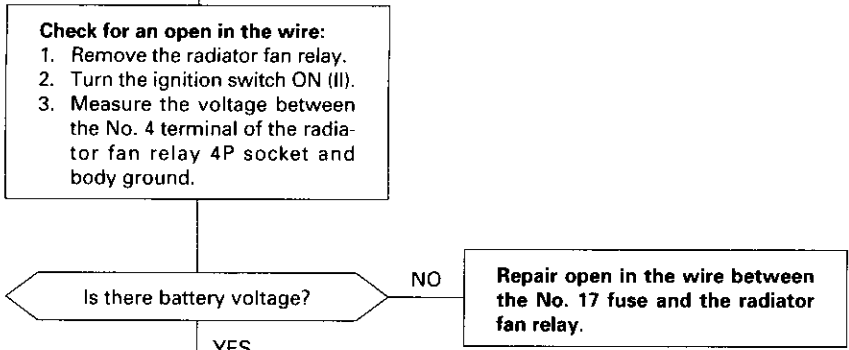 Check for an open in the wire:
1. Remove the radiator fan relay.
2. Turn the ignition switch ON (II).
3. Measure the voltage between
the No. 4 terminal of the radia-
tor fan relay 4P socket and
body ground.
Is there battery voltage?
NO
Repair open in the wire between
the No. 17 fuse and the radiator
fan relay.
YES